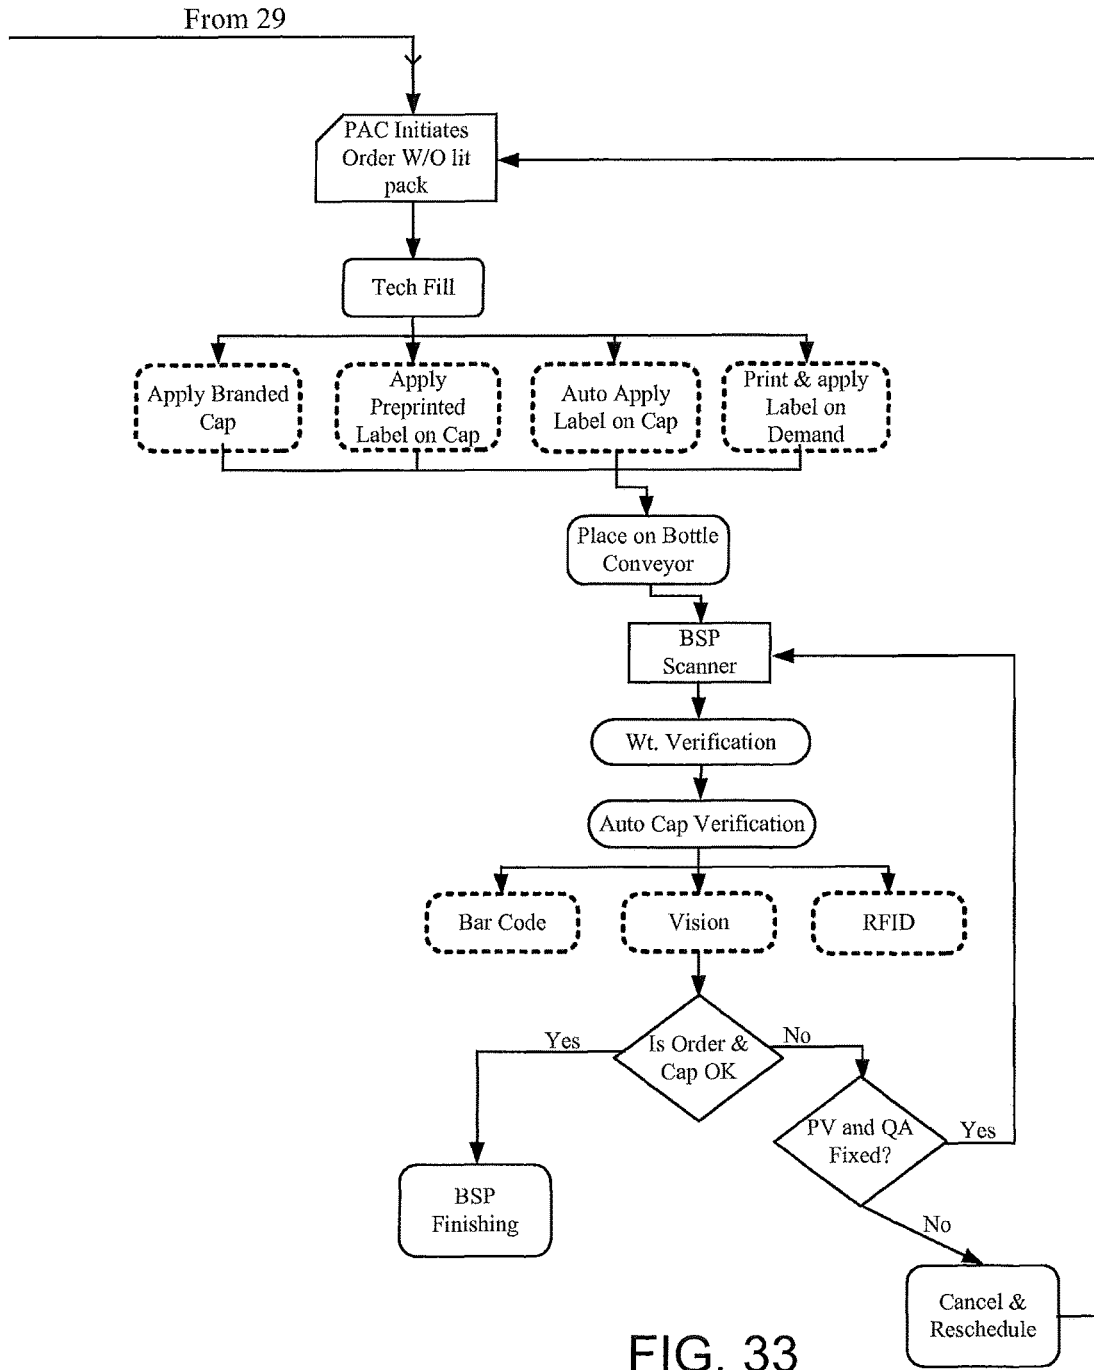 From 29
PAC Initiates
Order W/O lit
pack
Tech Fill
Apply Branded
Cap
Apply
Preprinted
Label on Cap
Auto Apply
Label on Cap
Print & apply
Label on
Demand
Place on Bottle
Conveyor
BSP
Scanner
Wt. Verification
Auto Cap Verification
Bar Code
Vision
RFID
Yes
Is Order &
Cap OK
No
PV and QA
Fixed?
Yes
BSP
Finishing
No
Cancel &
Reschedule
FIG. 33